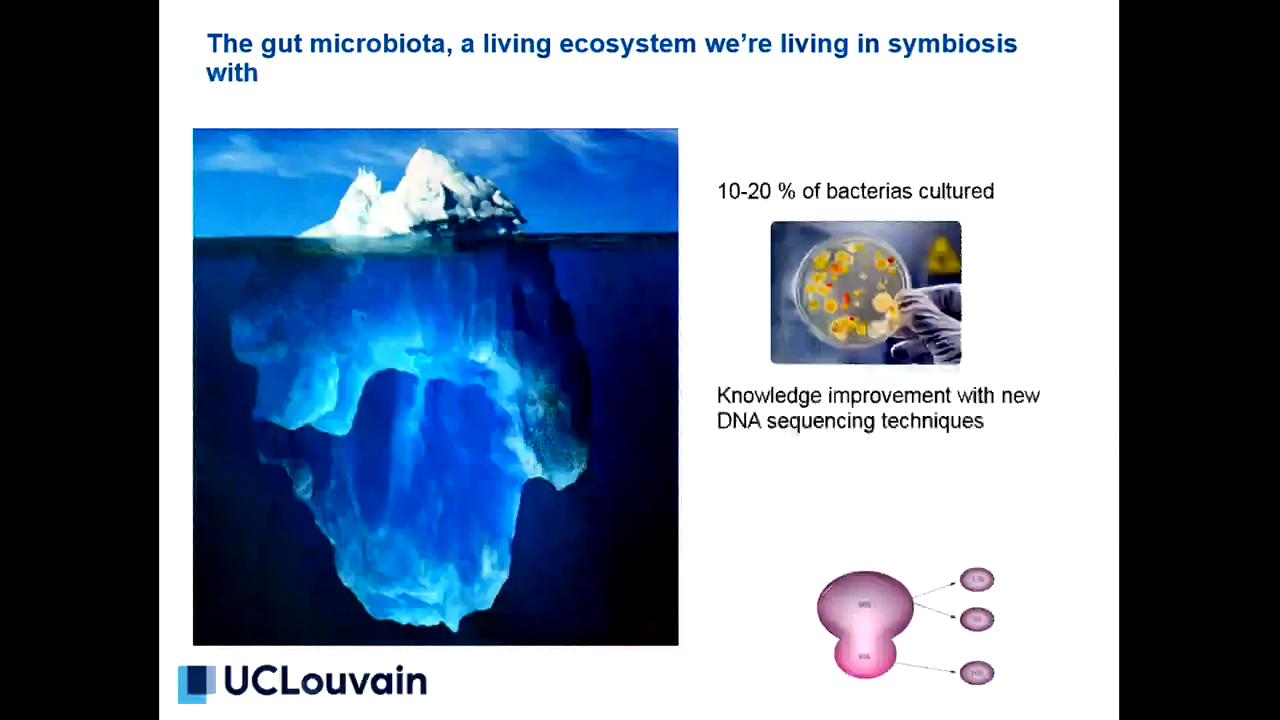 The gut microbiota, a living ecosystem we’re living in symbiosis
with
10-20 % of bacterias cultured
Knowledge improvement with new
DNA sequencing techniques
UCLouvain